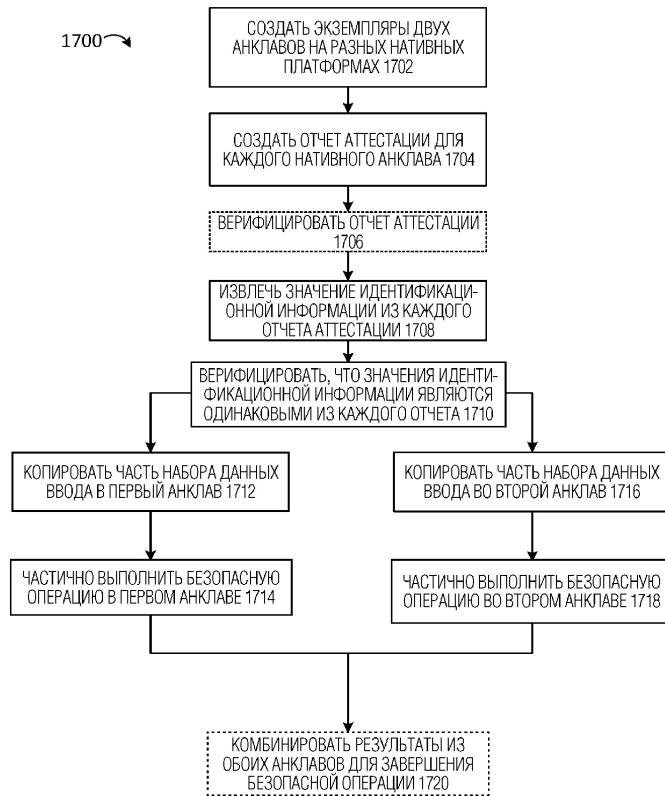 1700
СОЗДАТЬ ЭКЗЕМПЛЯРЫ ДВУХ
АНКЛАВОВ НА РАЗНЫХ НАТИВНЫХ
ПЛАТФОРМАХ 1702
СОЗДАТЬ ОТЧЕТ АТТЕСТАЦИИ ДЛЯ
КАЖДОГО НАТИВНОГО АНКЛАВА 1704
ВЕРИФИЦИРОВАТЬ ОТЧЕТ АТТЕСТАЦИИ
1706
ИЗВЛЕЧЬ ЗНАЧЕНИЕ ИДЕНТИФИКАЦИ-
ОННОЙ ИНФОРМАЦИИ ИЗ КАЖДОГО
ОТЧЕТА АТТЕСТАЦИИ 1708
ВЕРИФИЦИРОВАТЬ, ЧТО ЗНАЧЕНИЯ ИДЕНТИ-
ФИКАЦИОННОЙ ИНФОРМАЦИИ ЯВЛЯЮТСЯ
ОДИНАКОВЫМИ ИЗ КАЖДОГО ОТЧЕТА 1710
КОПИРОВАТЬ ЧАСТЬ НАБОРА ДАННЫХ
ВВОДА В ПЕРВЫЙ АНКЛАВ 1712
КОПИРОВАТЬ ЧАСТЬ НАБОРА ДАННЫХ
ВВОДА ВО ВТОРОЙ АНКЛАВ 1716
ЧАСТИЧНО ВЫПОЛНИТЬ БЕЗОПАСНУЮ
ОПЕРАЦИЮ В ПЕРВОМ АНКЛАВЕ 1714
ЧАСТИЧНО ВЫПОЛНИТЬ БЕЗОПАСНУЮ
ОПЕРАЦИЮ ВО ВТОРОМ АНКЛАВЕ 1718
КОМБИНИРОВАТЬ РЕЗУЛЬТАТЫ ИЗ
ОБОИХ АНКЛАВОВ ДЛЯ ЗАВЕРШЕНИЯ
БЕЗОПАСНОЙ ОПЕРАЦИИ 1720